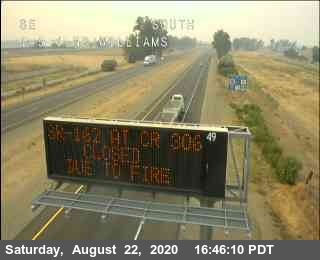 SE SOUTH
WILLIAMS
SR-162 AT CR 306
CLOSED
DUE TO FIRE
49
Saturday, August 22, 2020 16:46:10 PDT